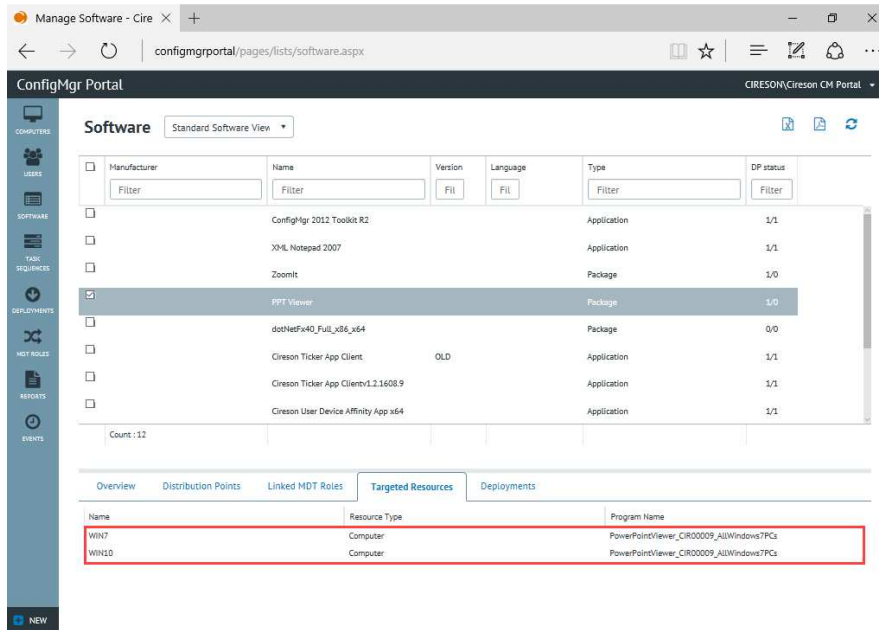 Manage Software - Cire
configmgrportal/pages/lists/software.aspx
ConfigMgr Portal
CIRESON\Cireson CM Portal
COMPUTERS
USERS
SOFTWARE
TASK
SEQUENCES
DEPLOYMENTS
MDT ROLES
REPORTS
EVENTS
NEW
Software
Standard Software View
Manufacturer Name Version Language Type DP status
Filter Filter Fil Fil Filter Filter
ConfigMgr 2012 Toolkit R2 Application 1/1
XML Notepad 2007 Application 1/1
ZoomIt Package 1/0
PPT Viewer Package 1/0
dotNetFx40_Full_x86_x64 Package 0/0
Cireson Ticker App Client OLD Application 1/1
Cireson Ticker App Clientv1.2.1608.9 Application 1/1
Cireson User Device Affinity App x64 Application 1/1
Count : 12
Overview Distribution Points Linked MDT Roles Targeted Resources Deployments
Name Resource Type Program Name
WIN7 Computer PowerPointViewer_CIR00009_AllWindows7PCs
WIN10 Computer PowerPointViewer_CIR00009_AllWindows7PCs